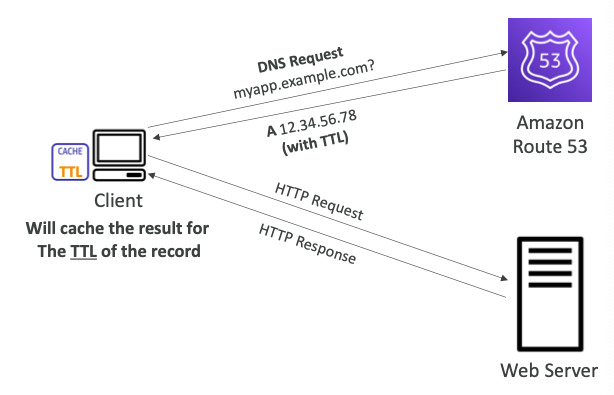 DNS Request
myapp.example.com?
53
A 12.34.56.78
(with TTL)
Amazon
Route 53
CACHE
TTL
Client
Will cache the result for
The TTL of the record
HTTP Request
HTTP Response
Web Server